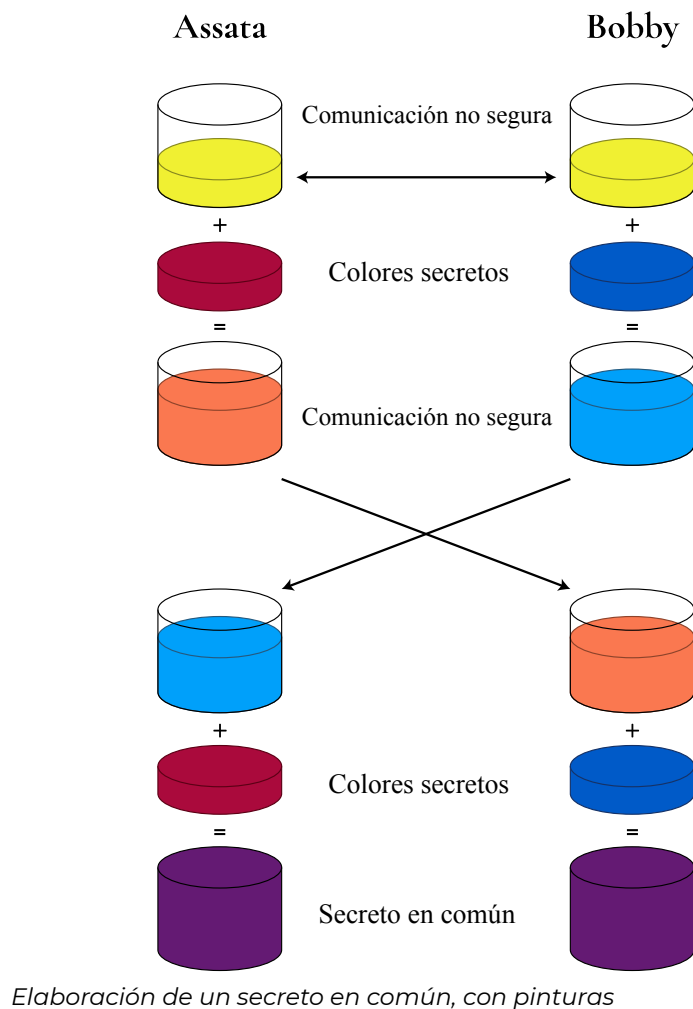 Assata Bobby
Comunicación no segura
+ +
Colores secretos
= =
Comunicación no segura
+ +
Colores secretos
= =
Secreto en común
Elaboración de un secreto en común, con pinturas